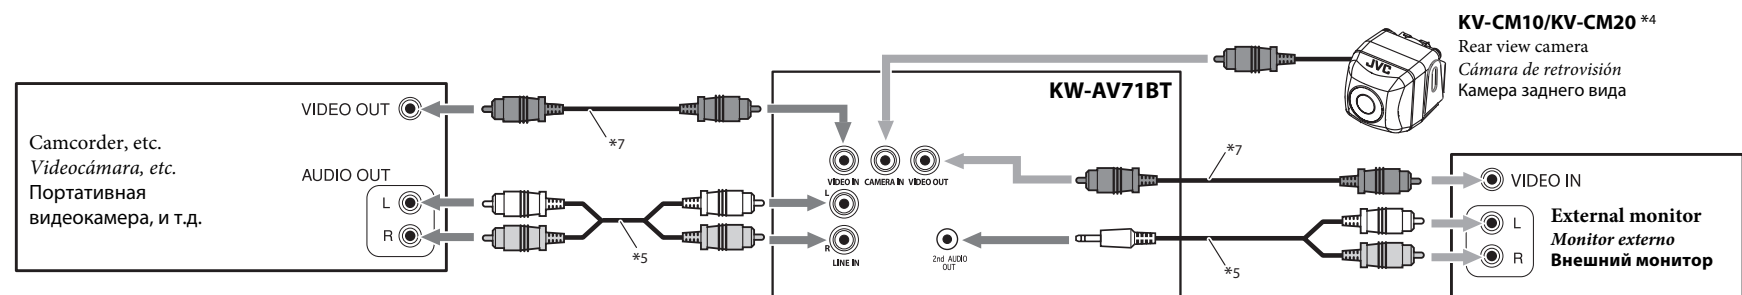 KV-CM10/KV-CM20 *4
Rear view camera
Cámara de retrovisión
Камера заднего вида
JVC
KW-AV71BT
Camcorder, etc.
Videocámara, etc.
Портативная
видеокамера, и т.д.
VIDEO OUT
AUDIO OUT
L
R
*7
*5
VIDEO IN
CAMERA IN
VIDEO OUT
L
R
LINE IN
2nd AUDIO
OUT
*7
*5
VIDEO IN
L
R
External monitor
Monitor externo
Внешний монитор